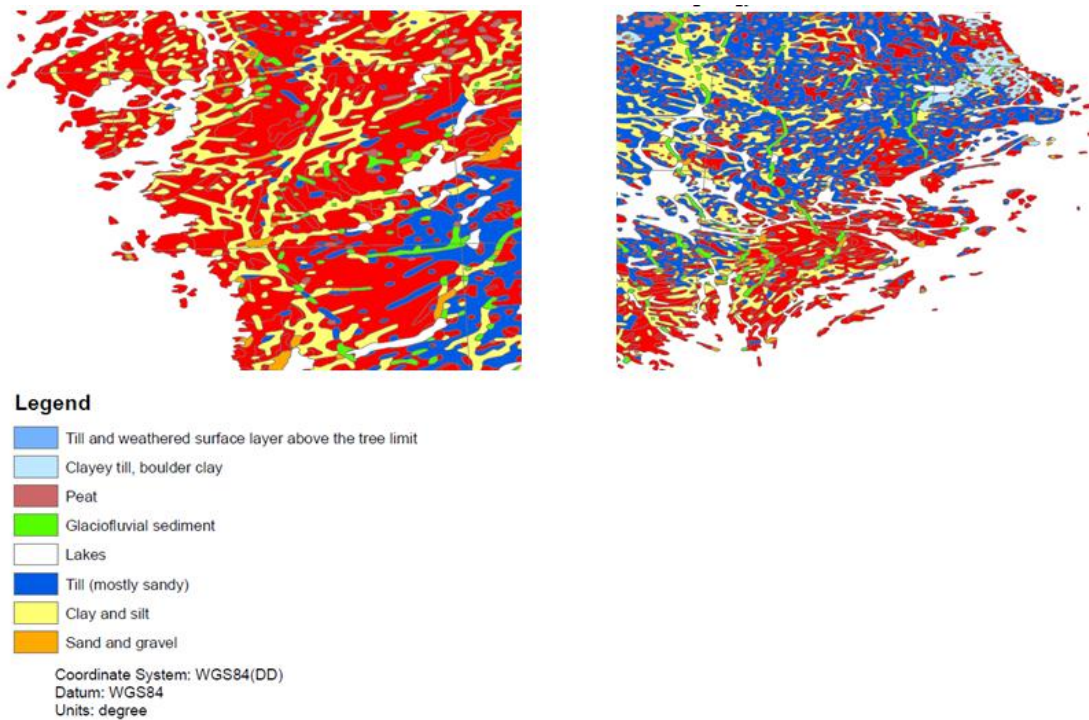 Legend
Till and weathered surface layer above the tree limit
Clayey till, boulder clay
Peat
Glaciofluvial sediment
Lakes
Till (mostly sandy)
Clay and silt
Sand and gravel
Coordinate System: WGS84(DD)
Datum: WGS84
Units: degree